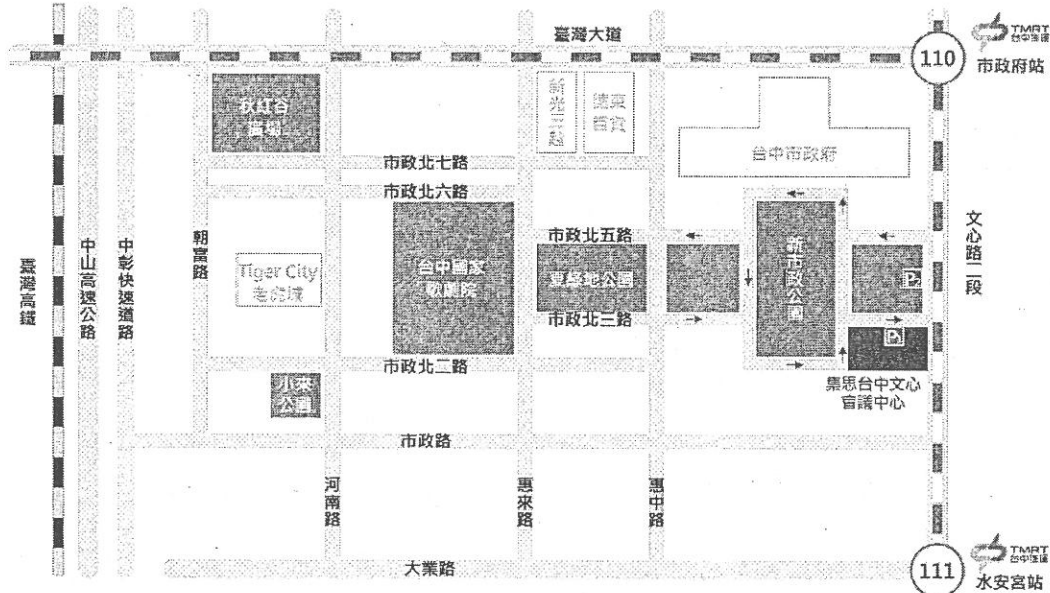 臺灣大道
TMRT
台中捷運
110
市政府站
秋紅谷
廣場
新光三越
遠東
百貨
台中市政府
市政北七路
市政北六路
朝富路
Tiger City
老虎城
台中國家
歌劇院
市政北五路
夏綠地公園
市政北三路
新市政公園
P2
P1
文心路二段
臺灣高鐵
中山高速公路
中彰快速道路
市政北二路
小來
公園
集思台中文心
會議中心
市政路
河南路
惠來路
惠中路
大業路
111
TMRT
台中捷運
水安宮站